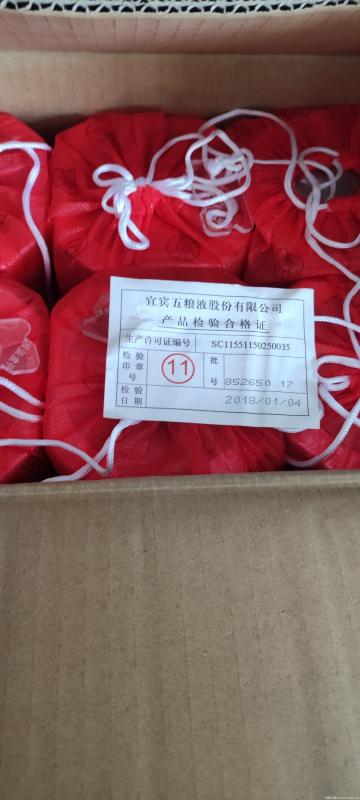 宜宾五粮液股份有限公司
产品检验合格证
生产许可证编号 SC11551150250035
检验印章号 11 批号 852650 17
检验日期 2018/01/04